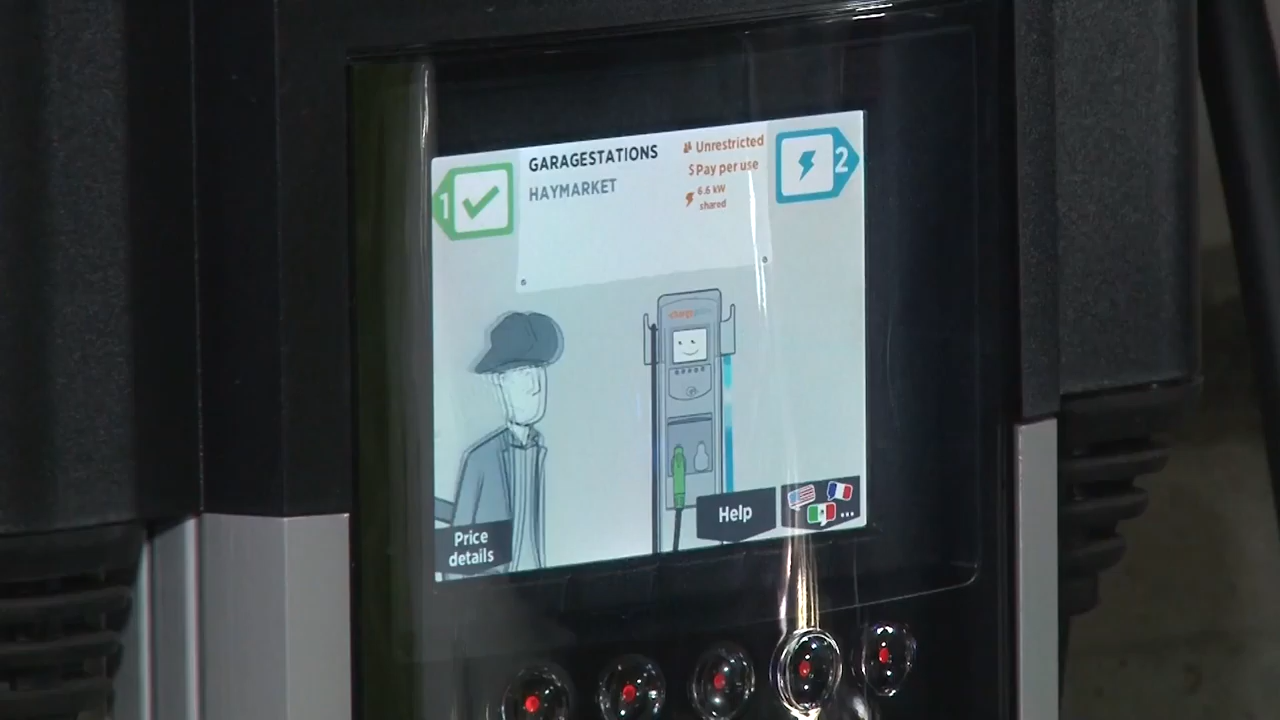 1
GARAGESTATIONS
HAYMARKET
Unrestricted
$ Pay per use
6.6 kW
shared
2
Price
details
Help
...